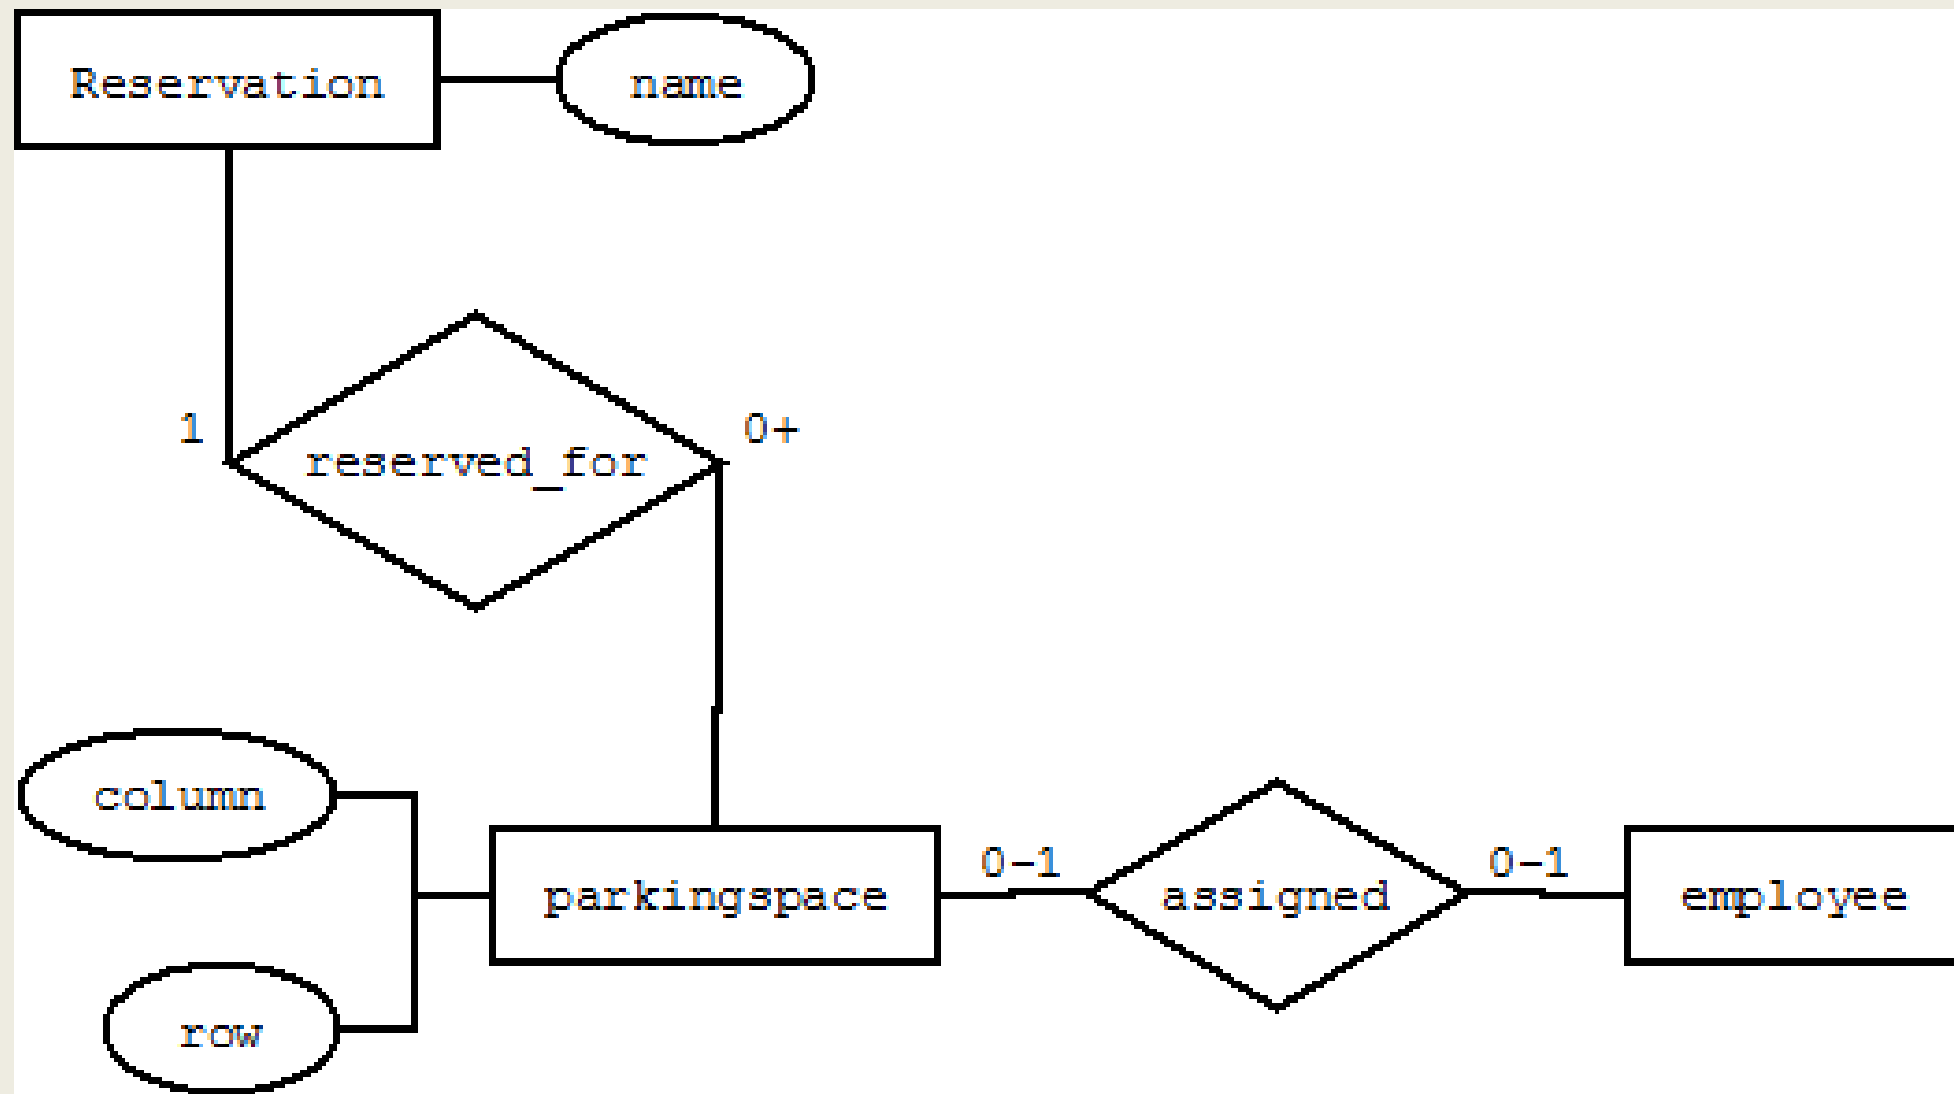 Reservation
name
1
0+
reserved_for
column
0-1
0-1
parkingspace
assigned
employee
row